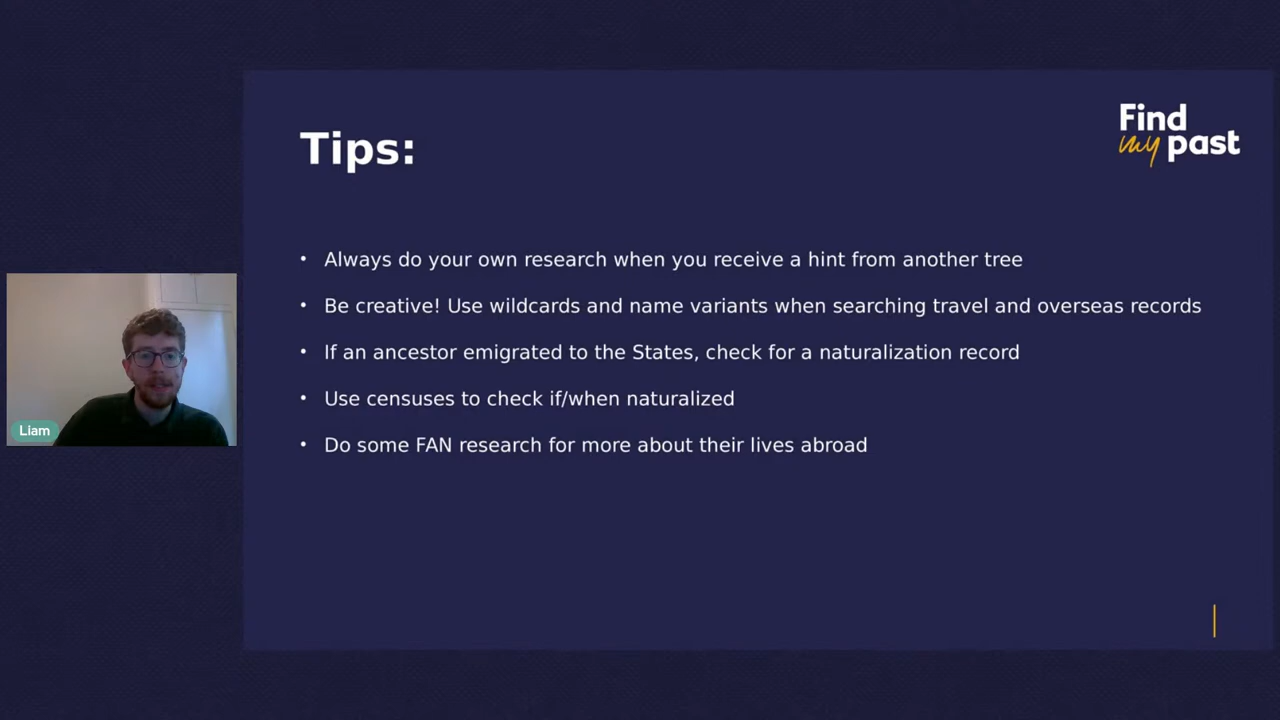 Find
my past
Tips:
• Always do your own research when you receive a hint from another tree
• Be creative! Use wildcards and name variants when searching travel and overseas records
• If an ancestor emigrated to the States, check for a naturalization record
• Use censuses to check if/when naturalized
• Do some FAN research for more about their lives abroad
Liam